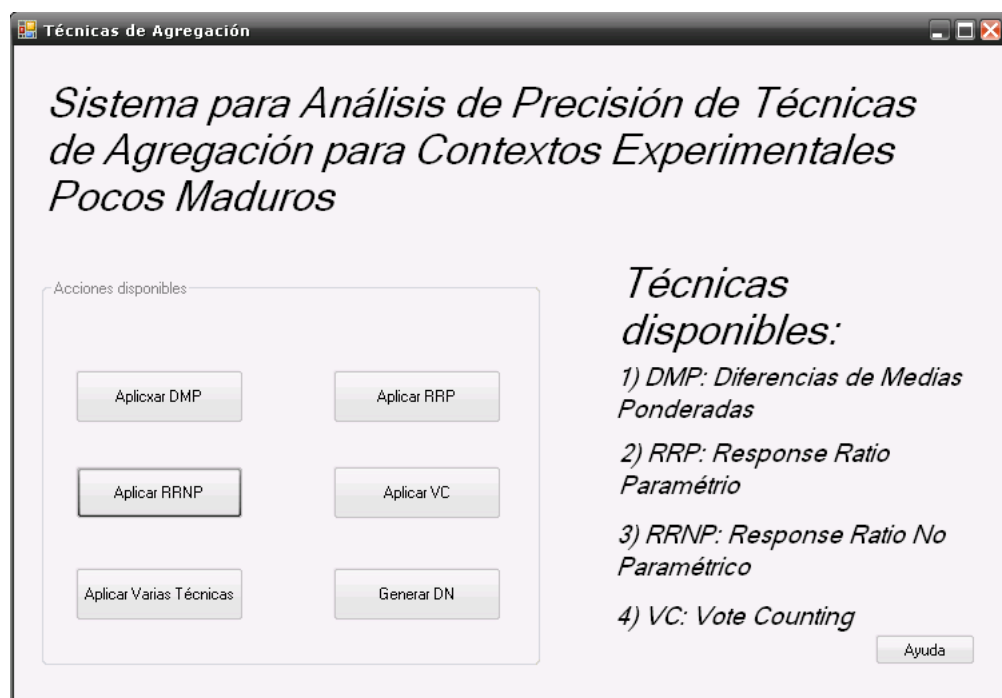 Técnicas de Agregación
Sistema para Análisis de Precisión de Técnicas
de Agregación para Contextos Experimentales
Pocos Maduros
Acciones disponibles
Aplicxar DMP
Aplicar RRP
Aplicar RRNP
Aplicar VC
Aplicar Varias Técnicas
Generar DN
Técnicas
disponibles:
1) DMP: Diferencias de Medias
Ponderadas
2) RRP: Response Ratio
Paramétrio
3) RRNP: Response Ratio No
Paramétrico
4) VC: Vote Counting
Ayuda